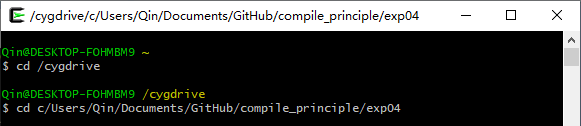 /cygdrive/c/Users/Qin/Documents/GitHub/compile_principle/exp04
Qin@DESKTOP-FOHMBM9 ~
$ cd /cygdrive
Qin@DESKTOP-FOHMBM9 /cygdrive
$ cd c/Users/Qin/Documents/GitHub/compile_principle/exp04